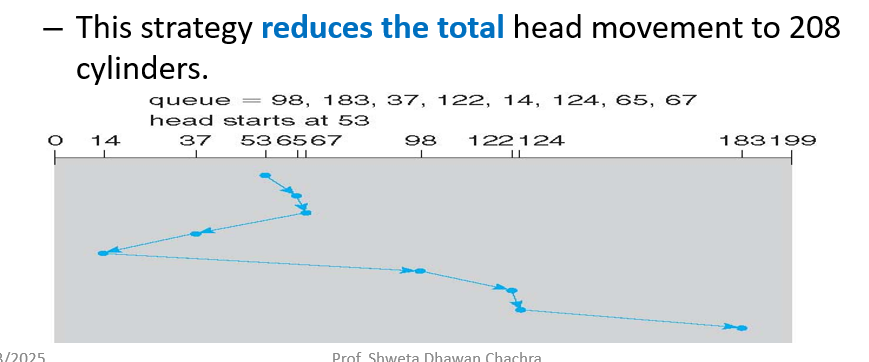 – This strategy reduces the total head movement to 208
cylinders.
queue = 98, 183, 37, 122, 14, 124, 65, 67
head starts at 53
0 14 37 53 65 67 98 122 124 183 199
3/2025 Prof. Shweta Dhawan Chachra